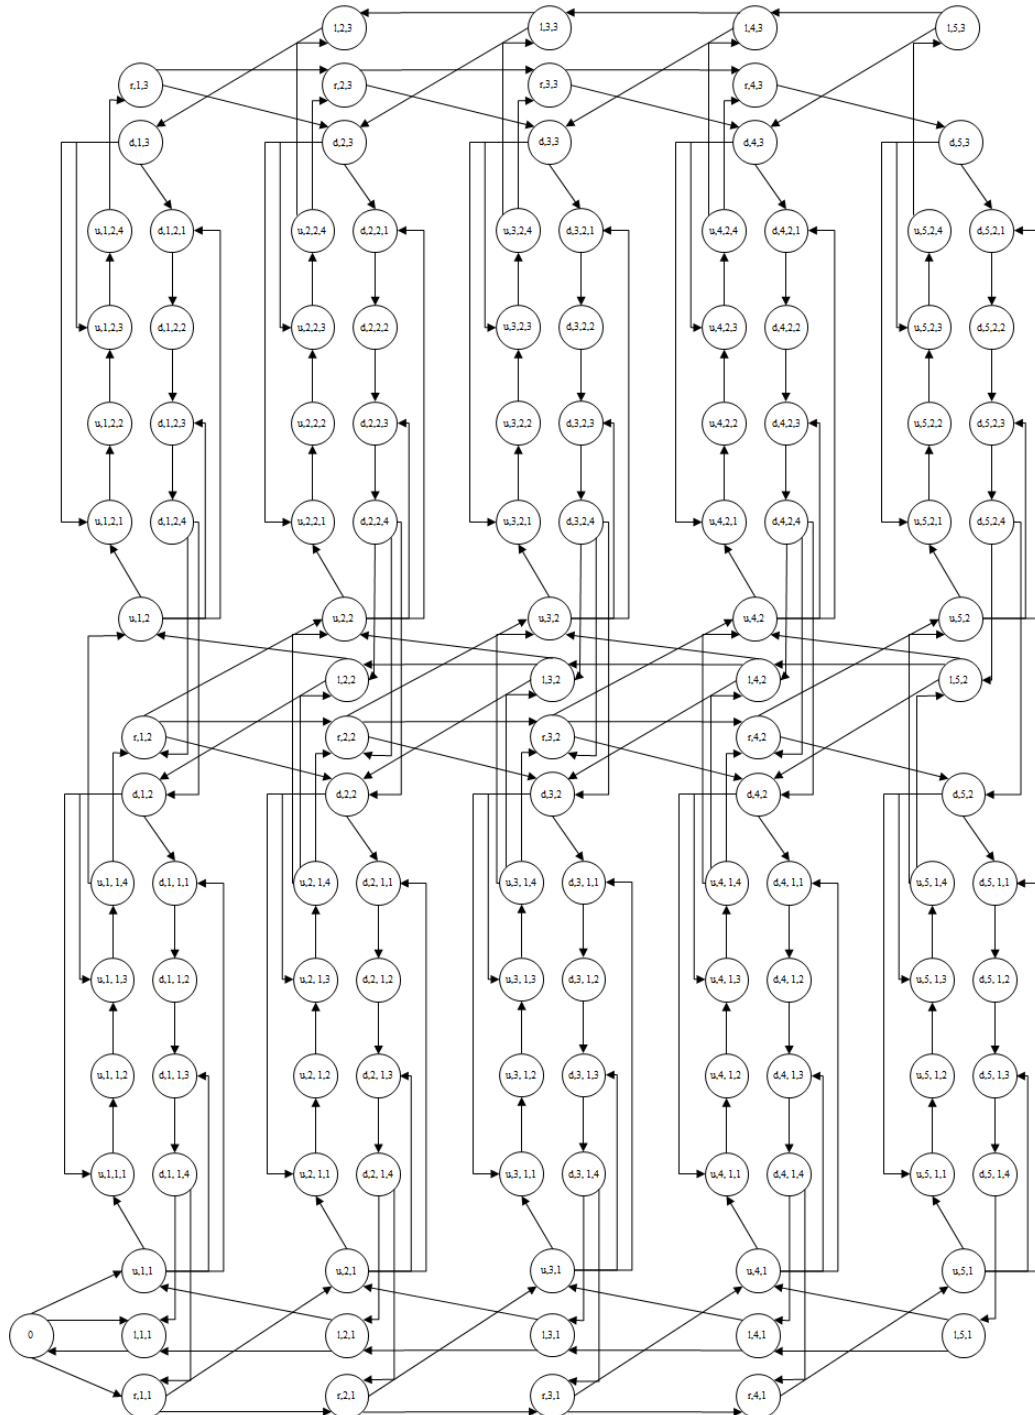 l,2,3 l,3,3 l,4,3 l,5,3
r,1,3 r,2,3 r,3,3 r,4,3
d,1,3 d,2,3 d,3,3 d,4,3 d,5,3
u,1,2,4 d,1,2,1 u,2,2,4 d,2,2,1 u,3,2,4 d,3,2,1 u,4,2,4 d,4,2,1 u,5,2,4 d,5,2,1
u,1,2,3 d,1,2,2 u,2,2,3 d,2,2,2 u,3,2,3 d,3,2,2 u,4,2,3 d,4,2,2 u,5,2,3 d,5,2,2
u,1,2,2 d,1,2,3 u,2,2,2 d,2,2,3 u,3,2,2 d,3,2,3 u,4,2,2 d,4,2,3 u,5,2,2 d,5,2,3
u,1,2,1 d,1,2,4 u,2,2,1 d,2,2,4 u,3,2,1 d,3,2,4 u,4,2,1 d,4,2,4 u,5,2,1 d,5,2,4
u,1,2 u,2,2 u,3,2 u,4,2 u,5,2
l,2,2 l,3,2 l,4,2 l,5,2
r,1,2 r,2,2 r,3,2 r,4,2
d,1,2 d,2,2 d,3,2 d,4,2 d,5,2
u,1, 1,4 d,1, 1,1 u,2, 1,4 d,2, 1,1 u,3, 1,4 d,3, 1,1 u,4, 1,4 d,4, 1,1 u,5, 1,4 d,5, 1,1
u,1, 1,3 d,1, 1,2 u,2, 1,3 d,2, 1,2 u,3, 1,3 d,3, 1,2 u,4, 1,3 d,4, 1,2 u,5, 1,3 d,5, 1,2
u,1, 1,2 d,1, 1,3 u,2, 1,2 d,2, 1,3 u,3, 1,2 d,3, 1,3 u,4, 1,2 d,4, 1,3 u,5, 1,2 d,5, 1,3
u,1,1,1 d,1, 1,4 u,2, 1,1 d,2, 1,4 u,3, 1,1 d,3, 1,4 u,4, 1,1 d,4, 1,4 u,5, 1,1 d,5, 1,4
u,1,1 u,2,1 u,3,1 u,4,1 u,5,1
0 l,1,1 l,2,1 l,3,1 l,4,1 l,5,1
r,1,1 r,2,1 r,3,1 r,4,1